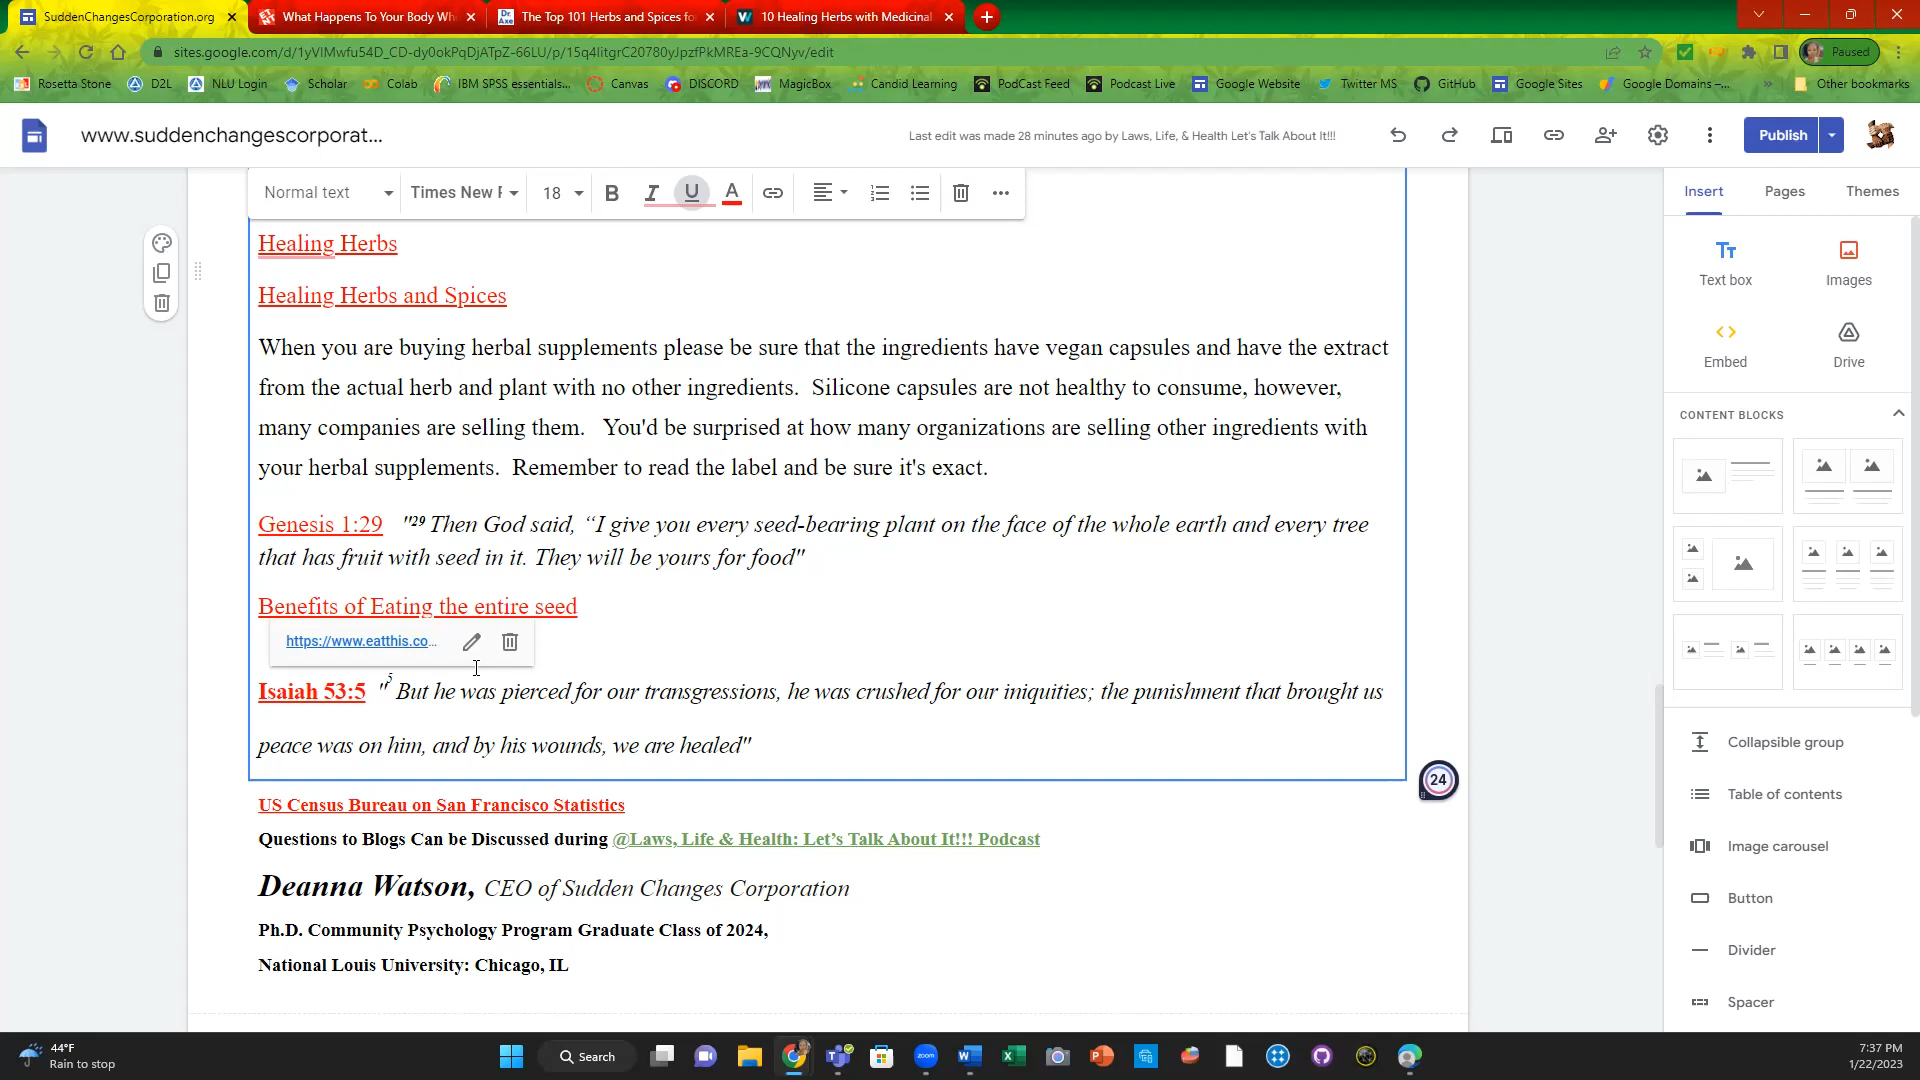 SuddenChangesCorporation.org
What Happens To Your Body Wh
Dr. Axe The Top 101 Herbs and Spices fo
W 10 Healing Herbs with Medicinal
sites.google.com/d/1yVlMwfu54D_CD-dy0okPqDjATpZ-66LU/p/15q4litgrC20780yJpzfPkMREa-9CQNyv/edit
Paused
Rosetta Stone D2L NLU Login Scholar Colab IBM SPSS essentials... Canvas DISCORD MagicBox Candid Learning PodCast Feed Podcast Live Google Website Twitter MS GitHub Google Sites Google Domains –... » Other bookmarks
www.suddenchangescorporat...
Last edit was made 28 minutes ago by Laws, Life, & Health Let's Talk About It!!!
Publish
Normal text Times New F 18 B I U A
Insert Pages Themes
Healing Herbs
Healing Herbs and Spices
When you are buying herbal supplements please be sure that the ingredients have vegan capsules and have the extract
from the actual herb and plant with no other ingredients.  Silicone capsules are not healthy to consume, however,
many companies are selling them.   You'd be surprised at how many organizations are selling other ingredients with
your herbal supplements.  Remember to read the label and be sure it's exact.
Genesis 1:29   "29 Then God said, “I give you every seed-bearing plant on the face of the whole earth and every tree
that has fruit with seed in it. They will be yours for food"
Benefits of Eating the entire seed
https://www.eatthis.co...
Isaiah 53:5  "5 But he was pierced for our transgressions, he was crushed for our iniquities; the punishment that brought us
peace was on him, and by his wounds, we are healed"
24
US Census Bureau on San Francisco Statistics
Questions to Blogs Can be Discussed during @Laws, Life & Health: Let’s Talk About It!!! Podcast
Deanna Watson, CEO of Sudden Changes Corporation
Ph.D. Community Psychology Program Graduate Class of 2024,
National Louis University: Chicago, IL
Tt
Text box Images
Embed Drive
CONTENT BLOCKS
Collapsible group
Table of contents
Image carousel
Button
Divider
Spacer
44°F
Rain to stop
Search
zoom
7:37 PM
1/22/2023